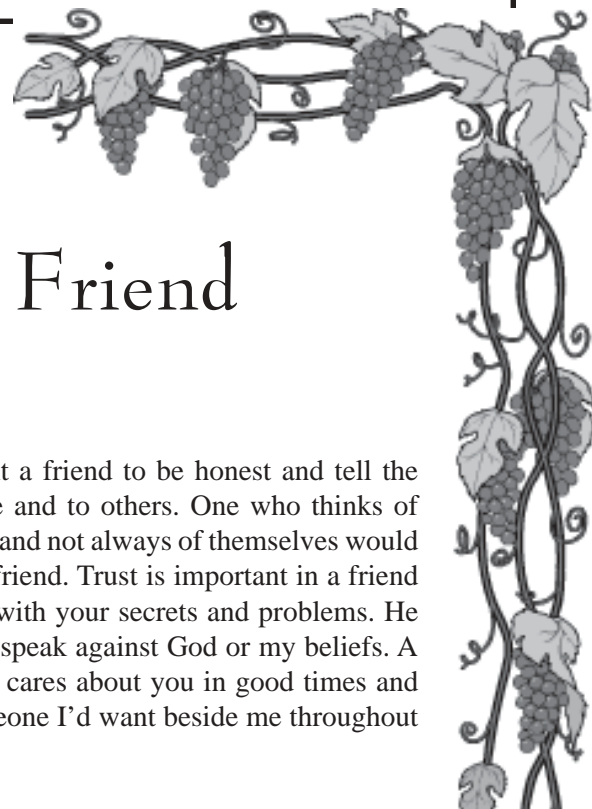 Friend
t a friend to be honest and tell the
e and to others. One who thinks of
and not always of themselves would
friend. Trust is important in a friend
with your secrets and problems. He
speak against God or my beliefs. A
cares about you in good times and
eone I’d want beside me throughout